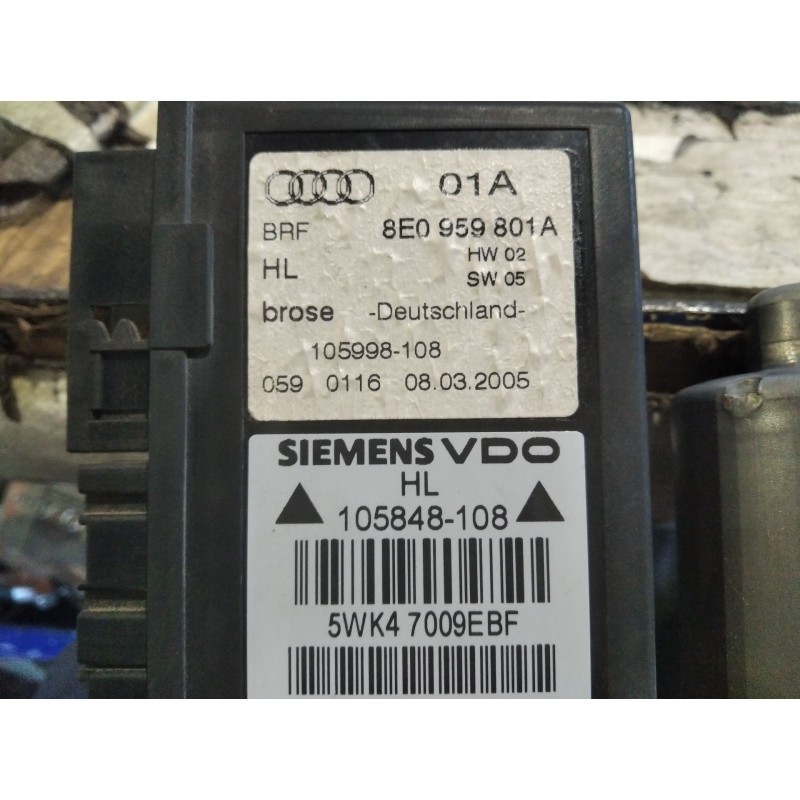 01A
BRF 8E0 959 801A
HL HW 02
SW 05
brose -Deutschland-
105998-108
059 0116 08.03.2005
SIEMENS VDO
HL
105848-108
5WK4 7009EBF